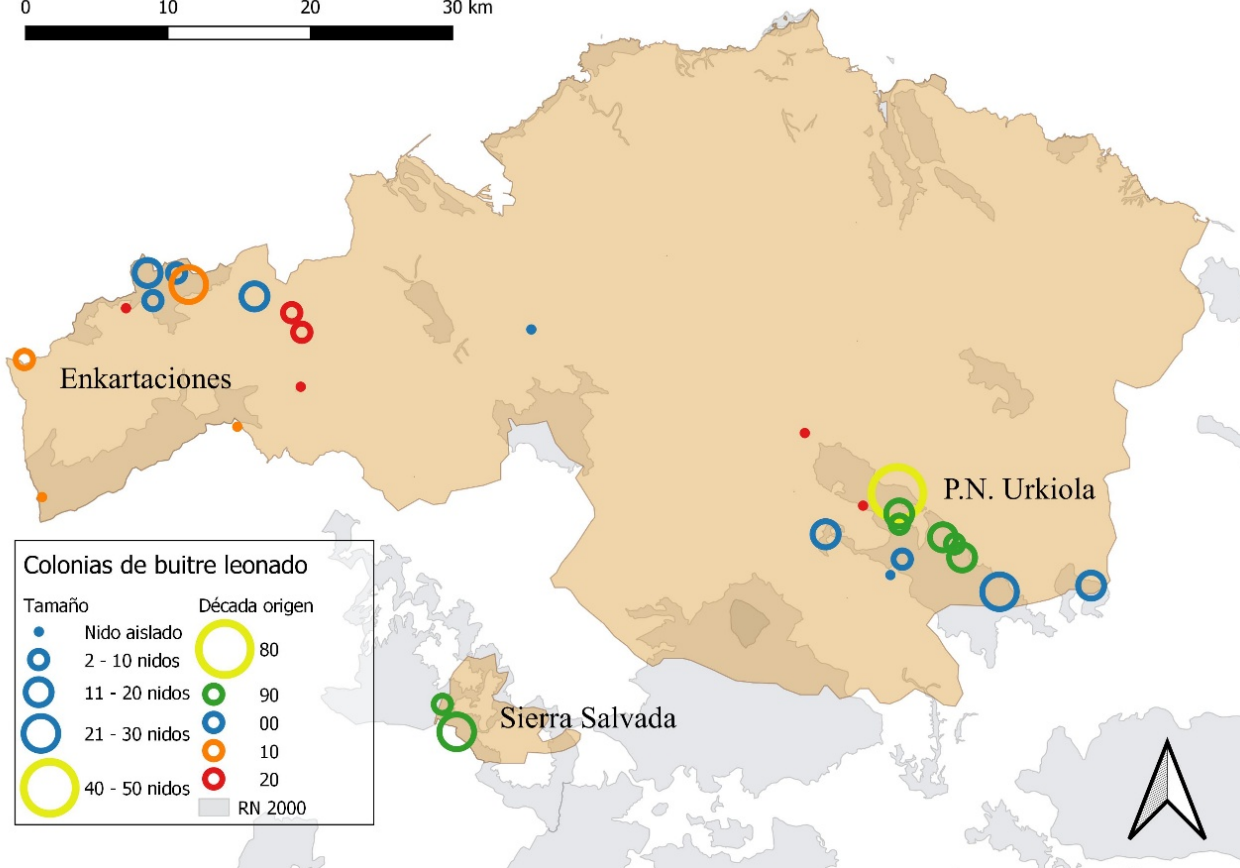 0 10 20 30 km
Enkartaciones
P.N. Urkiola
Sierra Salvada
Colonias de buitre leonado
Tamaño
Nido aislado
2 - 10 nidos
11 - 20 nidos
21 - 30 nidos
40 - 50 nidos
Década origen
80
90
00
10
20
RN 2000